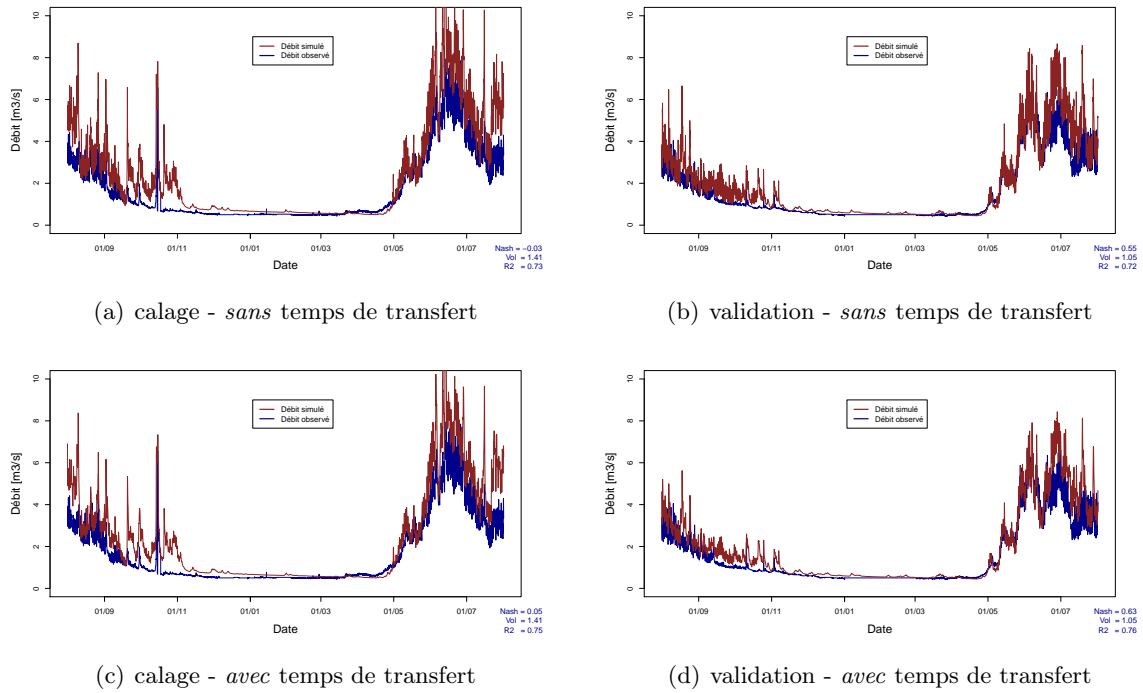 Débit [m3/s]
0 2 4 6 8 10
Débit simulé
Débit observé
01/09 01/11 01/01 01/03 01/05 01/07
Date
Nash = −0.03
Vol = 1.41
R2 = 0.73
(a) calage - sans temps de transfert
Débit [m3/s]
0 2 4 6 8 10
Débit simulé
Débit observé
01/09 01/11 01/01 01/03 01/05 01/07
Date
Nash = 0.55
Vol = 1.05
R2 = 0.72
(b) validation - sans temps de transfert
Débit [m3/s]
0 2 4 6 8 10
Débit simulé
Débit observé
01/09 01/11 01/01 01/03 01/05 01/07
Date
Nash = 0.05
Vol = 1.41
R2 = 0.75
(c) calage - avec temps de transfert
Débit [m3/s]
0 2 4 6 8 10
Débit simulé
Débit observé
01/09 01/11 01/01 01/03 01/05 01/07
Date
Nash = 0.63
Vol = 1.05
R2 = 0.76
(d) validation - avec temps de transfert